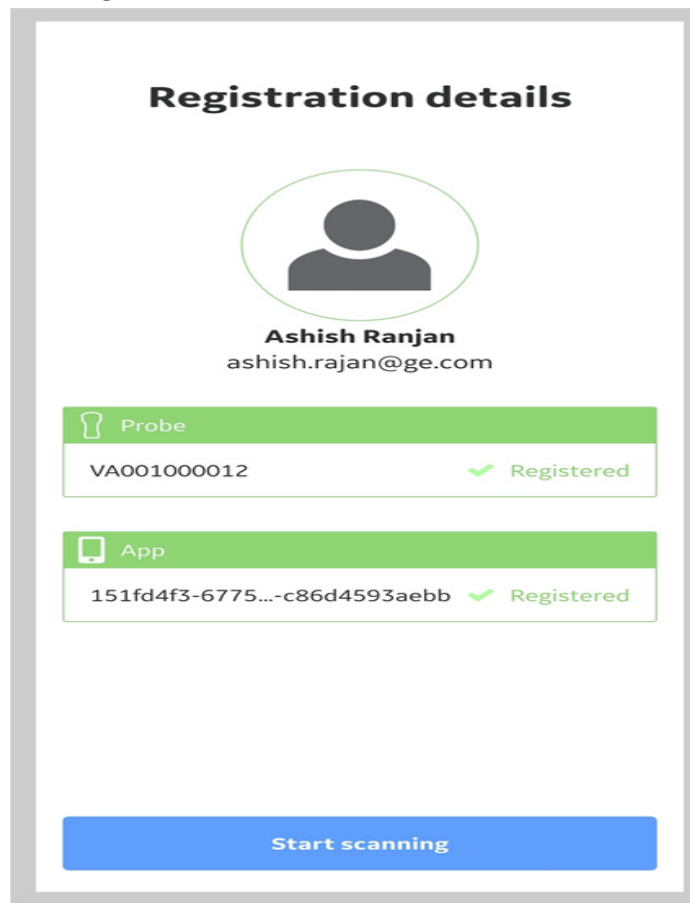 Registration details
Ashish Ranjan
ashish.rajan@ge.com
Probe
VA001000012 Registered
App
151fd4f3-6775...-c86d4593aebb Registered
Start scanning